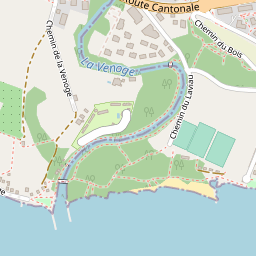 Route Cantonale
Chemin du Bois
La Venoge
Chemin de la Venoge
Chemin du Laviau